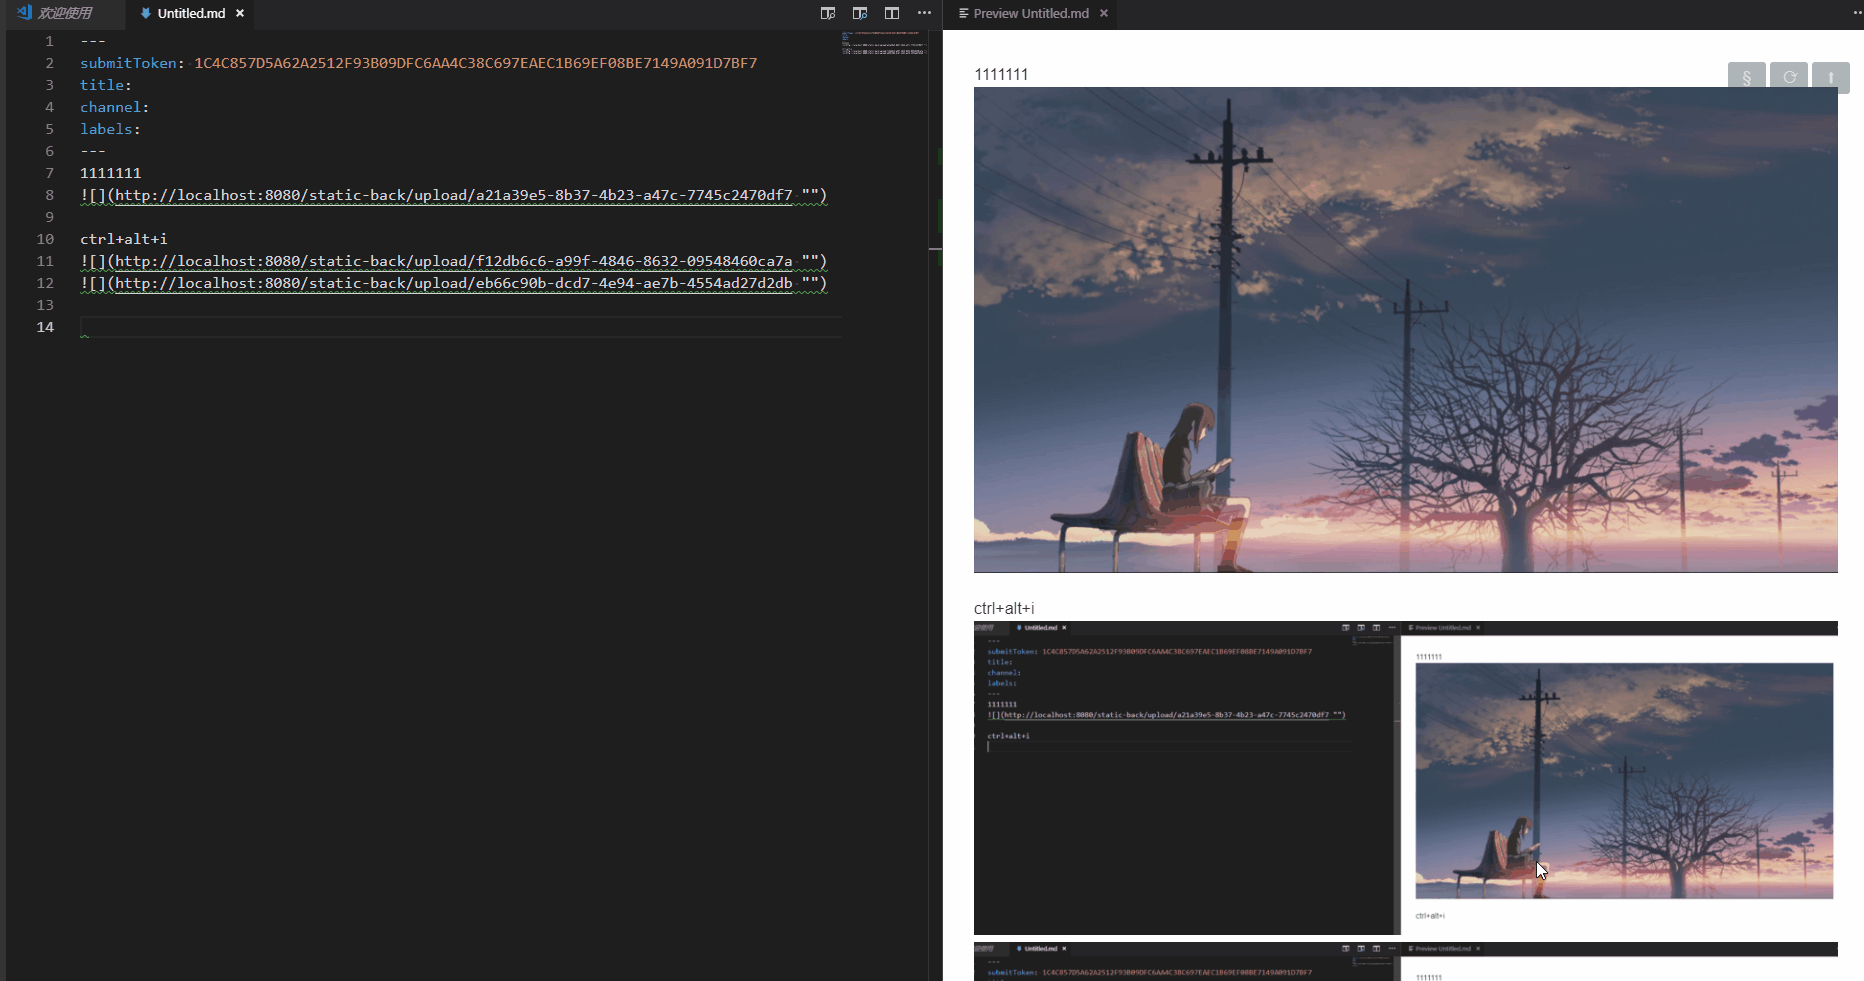 欢迎使用
Untitled.md ×
Preview Untitled.md ×
1 ---
2 submitToken: 1C4C857D5A62A2512F93B09DFC6AA4C38C697EAEC1B69EF08BE7149A091D7BF7
3 title:
4 channel:
5 labels:
6 ---
7 1111111
8 ![](http://localhost:8080/static-back/upload/a21a39e5-8b37-4b23-a47c-7745c2470df7 "")
9
10 ctrl+alt+i
11 ![](http://localhost:8080/static-back/upload/f12db6c6-a99f-4846-8632-09548460ca7a "")
12 ![](http://localhost:8080/static-back/upload/eb66c90b-dcd7-4e94-ae7b-4554ad27d2db "")
13
14
1111111
§
ctrl+alt+i
Untitled.md ×
Preview Untitled.md ×
---
submitToken: 1C4C857D5A62A2512F93B09DFC6AA4C38C697EAEC1B69EF08BE7149A091D7BF7
title:
channel:
labels:
---
1111111
![](http://localhost:8080/static-back/upload/a21a39e5-8b37-4b23-a47c-7745c2470df7 "")
ctrl+alt+i
1111111
ctrl+alt+i
Untitled.md ×
Preview Untitled.md ×
---
submitToken: 1C4C857D5A62A2512F93B09DFC6AA4C38C697EAEC1B69EF08BE7149A091D7BF7
1111111